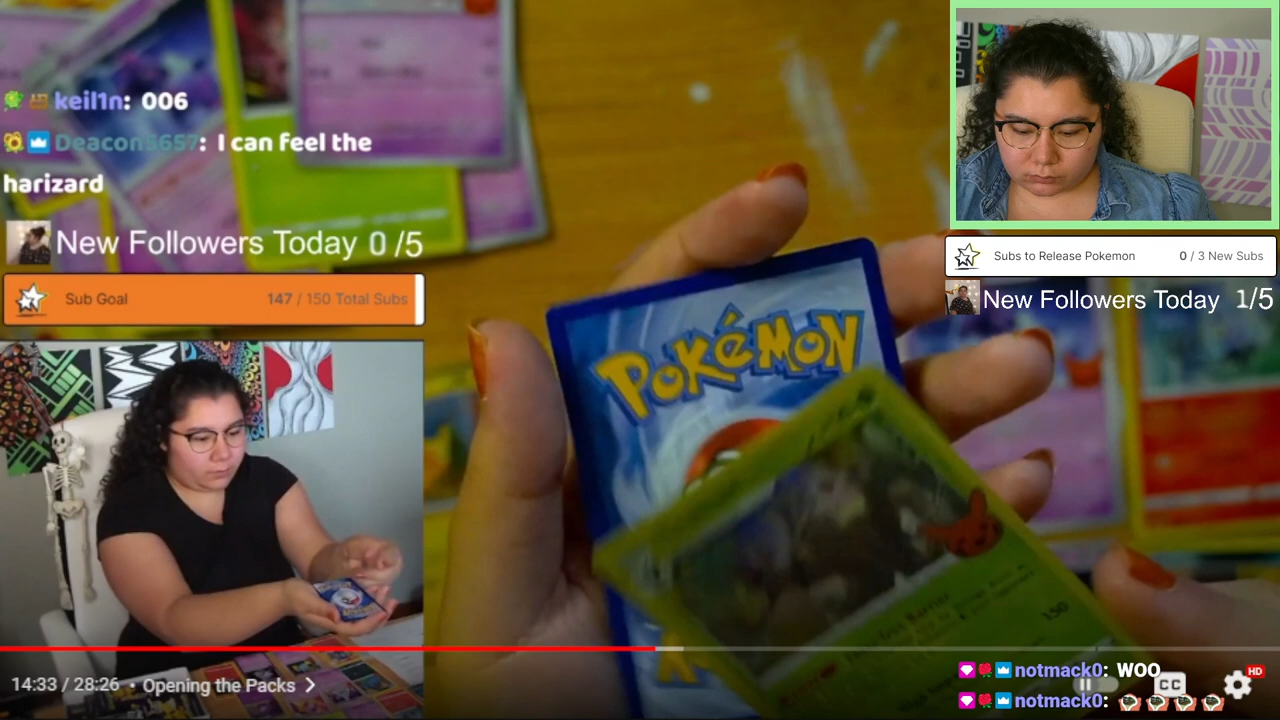 keil1n: 006
Deacon5657: I can feel the
harizard
New Followers Today 0 /5
Sub Goal 147 / 150 Total Subs
Subs to Release Pokemon 0 / 3 New Subs
New Followers Today 1/5
POKéMON
150
14:33 / 28:26 • Opening the Packs
notmack0: WOO
CC
HD
notmack0: